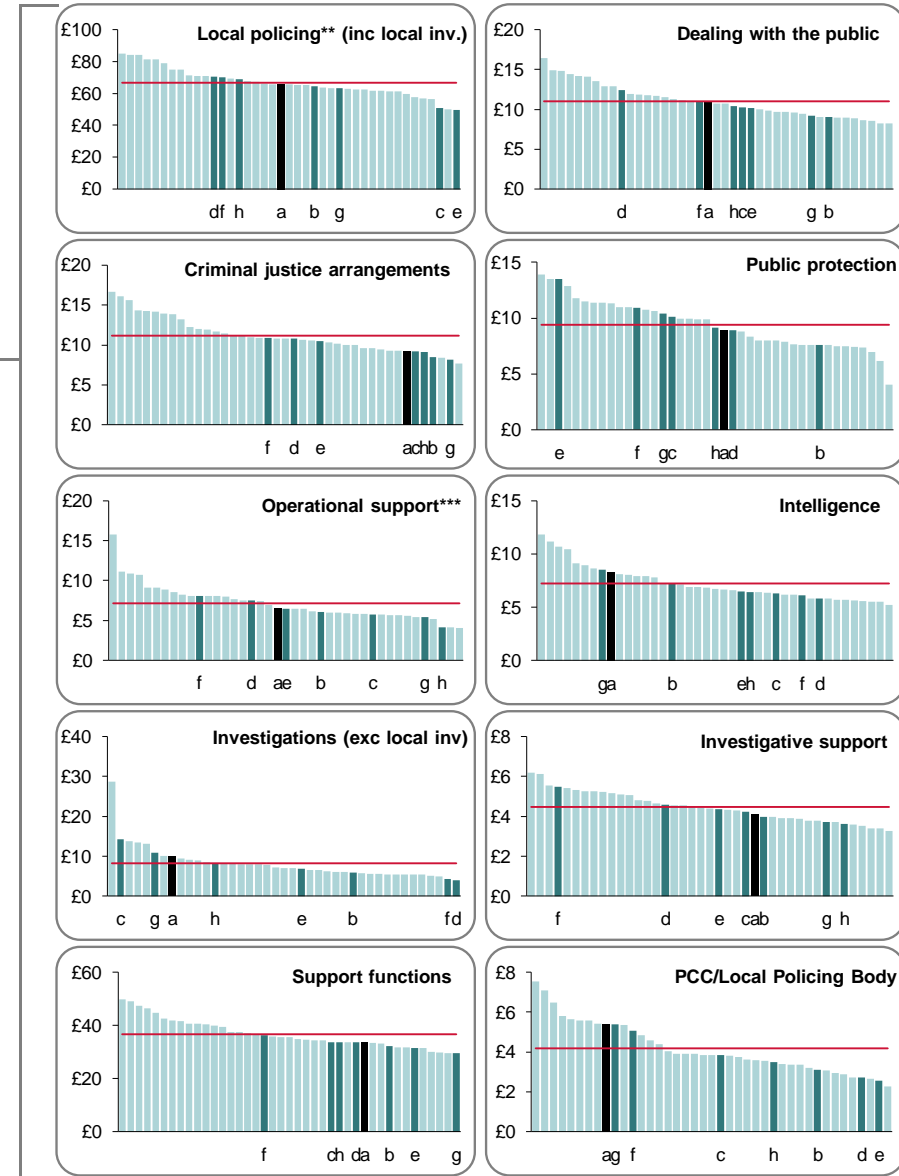 Local policing** (inc local inv.)
£100
£80
£60
£40
£20
£0
df h a b g c e
Dealing with the public
£20
£15
£10
£5
£0
d f a hce g b
Criminal justice arrangements
£20
£15
£10
£5
£0
f d e achb g
Public protection
£15
£10
£5
£0
e f gc had b
Operational support***
£20
£15
£10
£5
£0
f d ae b c g h
Intelligence
£15
£10
£5
£0
ga b eh c f d
Investigations (exc local inv)
£40
£30
£20
£10
£0
c g a h e b fd
Investigative support
£8
£6
£4
£2
£0
f d e cab g h
Support functions
£60
£40
£20
£0
f ch da b e g
PCC/Local Policing Body
£8
£6
£4
£2
£0
ag f c h b d e